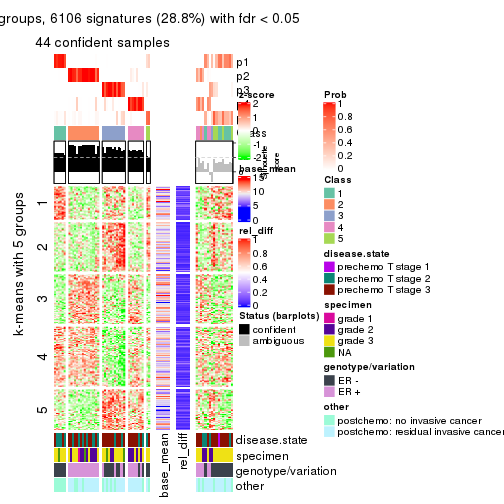 groups, 6106 signatures (28.8%) with fdr < 0.05
44 confident samples
p1
p2
p3
z-score
2
1
0
-1
-2
base_mean
15
10
5
0
rel_diff
1
0.8
0.6
0.4
0.2
0
Status (barplots)
confident
ambiguous
Prob
1
0.8
0.6
0.4
0.2
0
Class
1
2
3
4
5
disease.state
prechemo T stage 1
prechemo T stage 2
prechemo T stage 3
specimen
grade 1
grade 2
grade 3
NA
genotype/variation
ER -
ER +
other
postchemo: no invasive cancer
postchemo: residual invasive cancer
k-means with 5 groups
1
2
3
4
5
base_mean
rel_diff
disease.state
specimen
genotype/variation
other